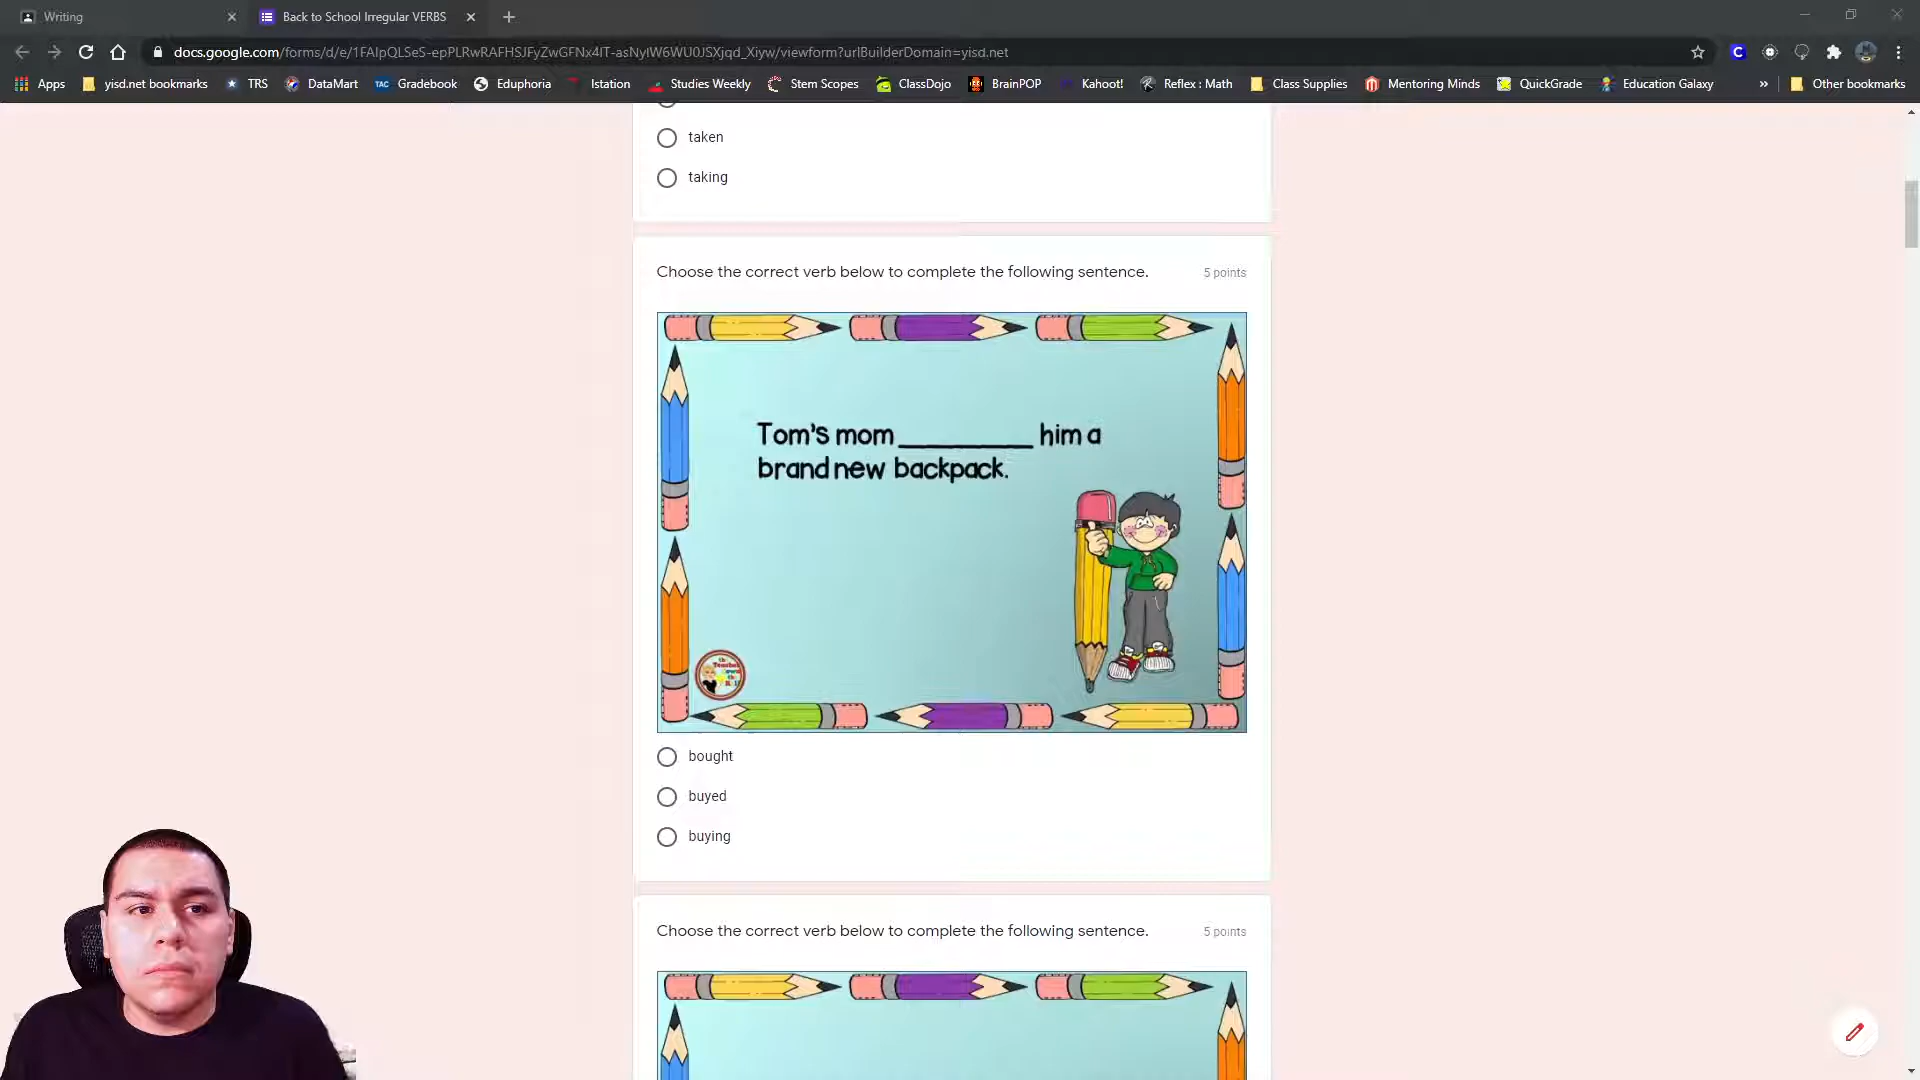 Writing
Back to School Irregular VERBS
docs.google.com/forms/d/e/1FAIpQLSeS-epPLRwRAFHSJFyZwGFNx4IT-asNyIW6WU0JSXjqd_Xiyw/viewform?urlBuilderDomain=yisd.net
Apps yisd.net bookmarks TRS DataMart TAC Gradebook Eduphoria Istation Studies Weekly Stem Scopes ClassDojo BrainPOP Kahoot! Reflex : Math Class Supplies Mentoring Minds QuickGrade Education Galaxy » Other bookmarks
taken
taking
Choose the correct verb below to complete the following sentence. 5 points
Tom's mom __________ him a
brand new backpack.
bought
buyed
buying
Choose the correct verb below to complete the following sentence. 5 points